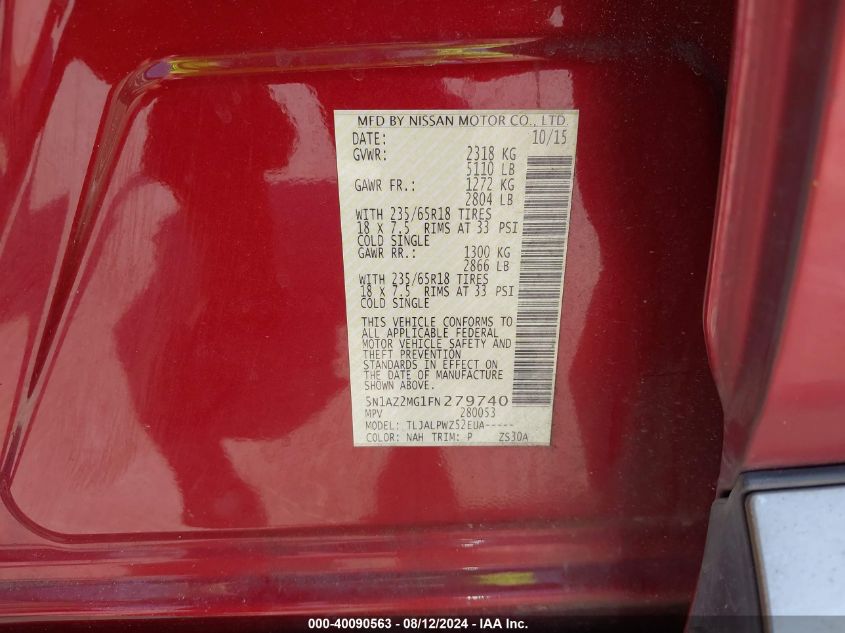 MFD BY NISSAN MOTOR CO., LTD.
DATE: 10/15
GVWR: 2318 KG
5110 LB
GAWR FR.: 1272 KG
2804 LB
WITH 235/65R18 TIRES
18 X 7.5 RIMS AT 33 PSI
COLD SINGLE
GAWR RR.: 1300 KG
2866 LB
WITH 235/65R18 TIRES
18 X 7.5 RIMS AT 33 PSI
COLD SINGLE
THIS VEHICLE CONFORMS TO
ALL APPLICABLE FEDERAL
MOTOR VEHICLE SAFETY AND
THEFT PREVENTION
STANDARDS IN EFFECT ON
THE DATE OF MANUFACTURE
SHOWN ABOVE.
5N1AZ2MG1FN279740
MPV 280053
MODEL: TLJALPWZ52EUA-----
COLOR: NAH TRIM: P ZS30A
000-40090563 - 08/12/2024 - IAA Inc.